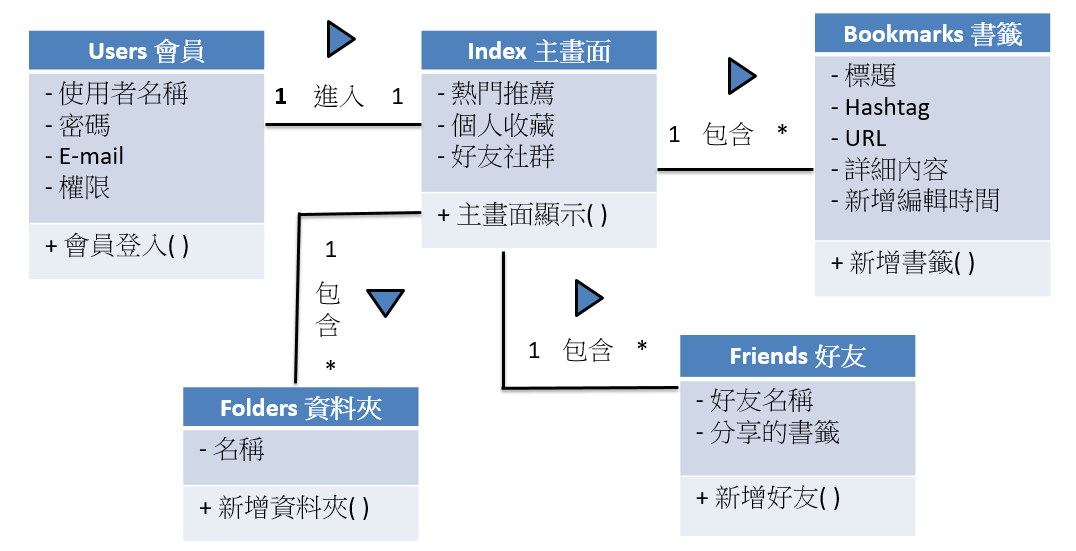 Users 會員
- 使用者名稱
- 密碼
- E-mail
- 權限
+ 會員登入( )
1 進入 1
Index 主畫面
- 熱門推薦
- 個人收藏
- 好友社群
+ 主畫面顯示( )
1 包含 *
Bookmarks 書籤
- 標題
- Hashtag
- URL
- 詳細內容
- 新增編輯時間
+ 新增書籤( )
1
包
含
*
Folders 資料夾
- 名稱
+ 新增資料夾( )
1 包含 *
Friends 好友
- 好友名稱
- 分享的書籤
+ 新增好友( )